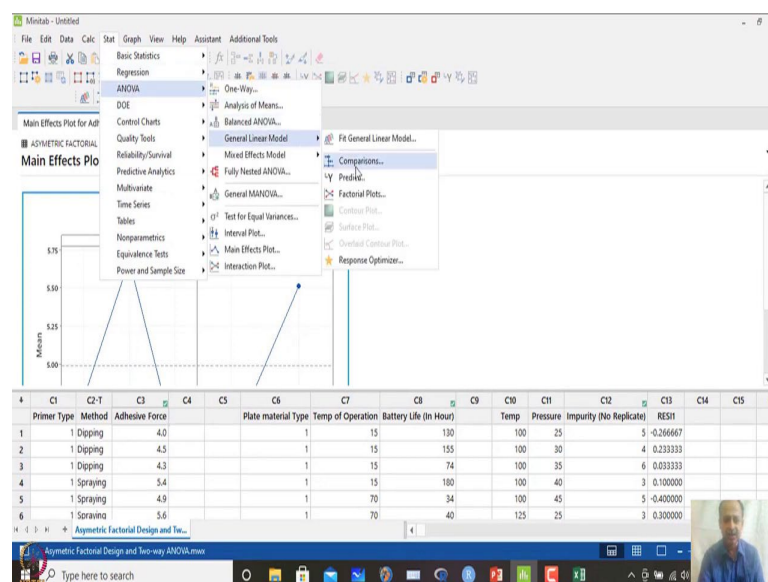 Minitab - Untitled
File Edit Data Calc Stat Graph View Help Assistant Additional Tools
Basic Statistics
Regression
ANOVA
DOE
Control Charts
Quality Tools
Reliability/Survival
Predictive Analytics
Multivariate
Time Series
Tables
Nonparametrics
Equivalence Tests
Power and Sample Size
One-Way...
Analysis of Means...
Balanced ANOVA...
General Linear Model
Mixed Effects Model
Fully Nested ANOVA...
General MANOVA...
Test for Equal Variances...
Interval Plot...
Main Effects Plot...
Interaction Plot...
Fit General Linear Model...
Comparisons...
Predict...
Factorial Plots...
Contour Plot...
Surface Plot...
Overlaid Contour Plot...
Response Optimizer...
Main Effects Plot for Adh
ASYMETRIC FACTORIAL
Main Effects Plo
5.75
5.50
5.25
5.00
Mean
C1 C2-T C3 C4 C5 C6 C7 C8 C9 C10 C11 C12 C13 C14 C15
Primer Type Method Adhesive Force Plate material Type Temp of Operation Battery Life (In Hour) Temp Pressure Impurity (No Replicate) RESI1
1 1 Dipping 4.0 1 15 130 100 25 5 -0.266667
2 1 Dipping 4.5 1 15 155 100 30 4 0.233333
3 1 Dipping 4.3 1 15 74 100 35 6 0.033333
4 1 Spraying 5.4 1 15 180 100 40 3 0.100000
5 1 Spraying 4.9 1 70 34 100 45 5 -0.400000
6 1 Spraying 5.6 1 70 40 125 25 3 0.300000
Asymetric Factorial Design and Tw...
Asymetric Factorial Design and Two-way ANOVA.mwx
Type here to search